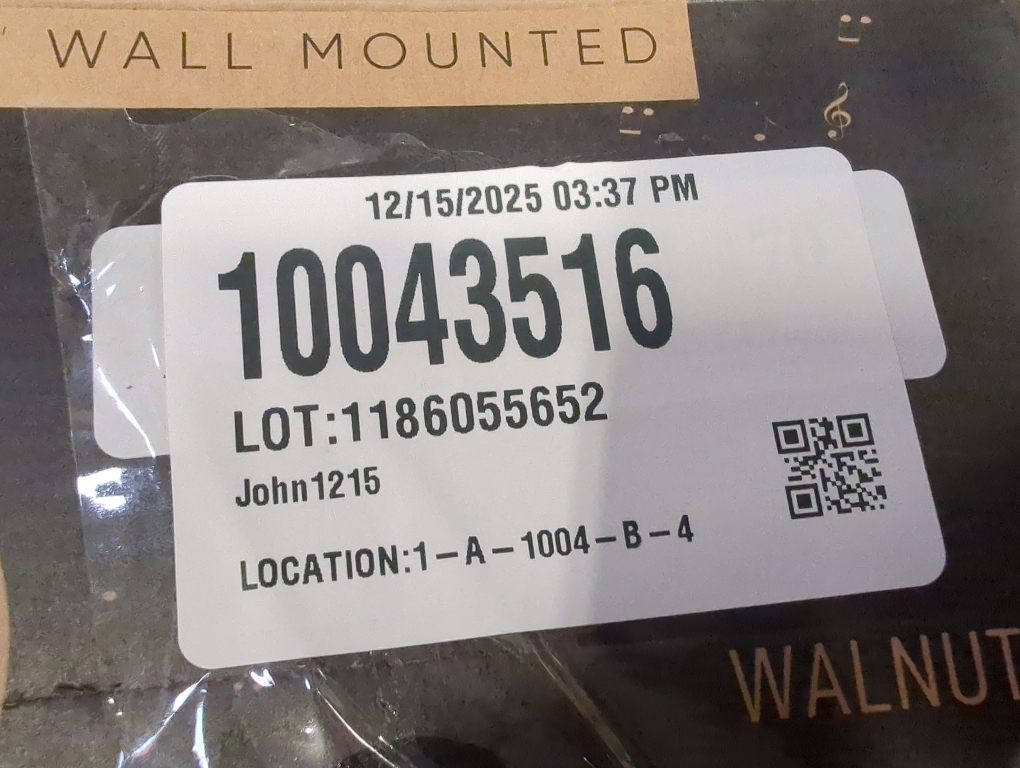 WALL MOUNTED
12/15/2025 03:37 PM
10043516
LOT:1186055652
John1215
LOCATION:1-A-1004-B-4
WALNUT